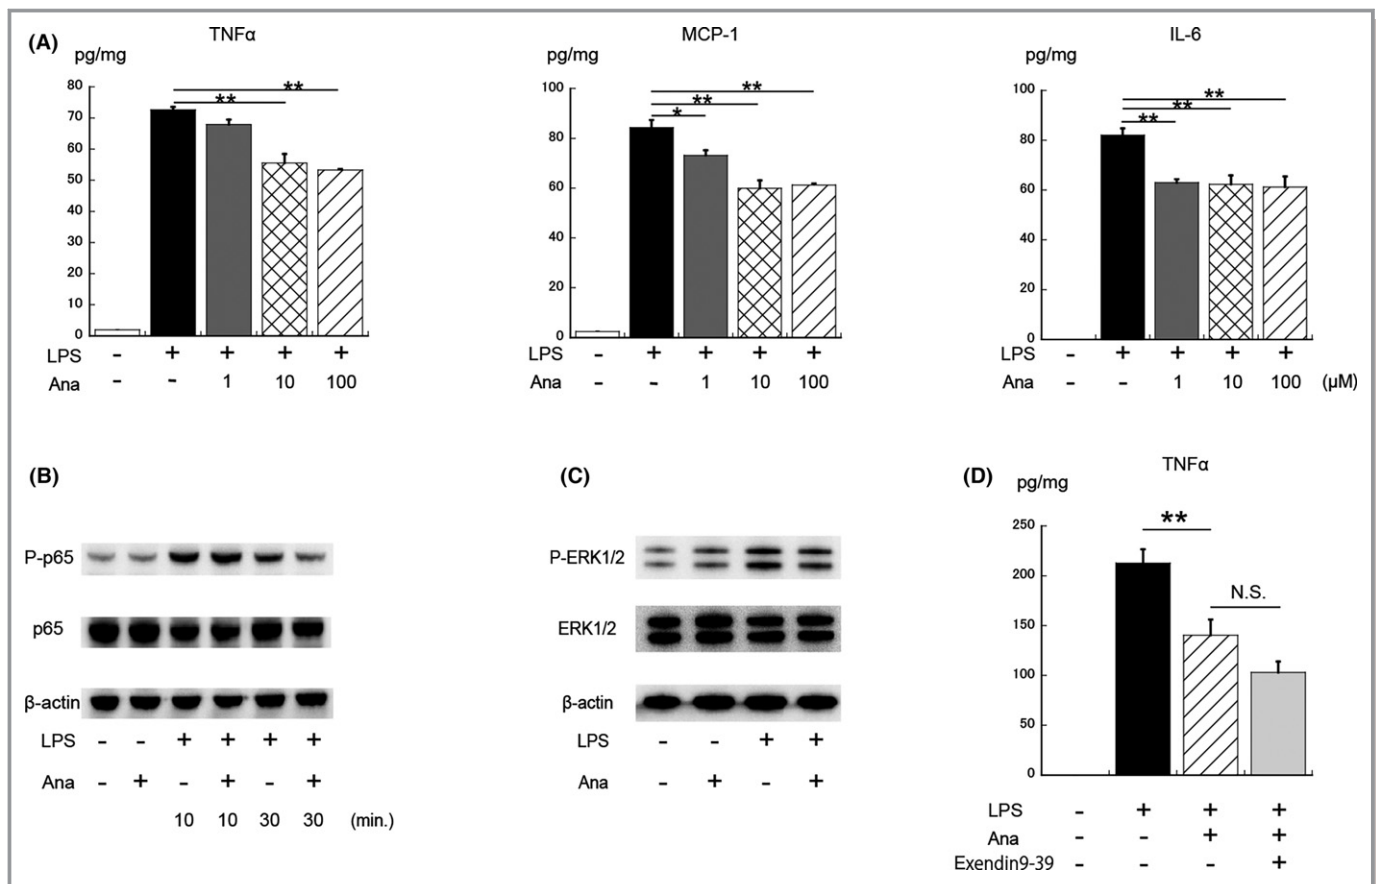 (A)
TNFα
pg/mg
80
70
60
50
40
30
20
10
0
** **
LPS - + + + +
Ana - - 1 10 100
MCP-1
pg/mg
100
80
60
40
20
0
* ** **
LPS - + + + +
Ana - - 1 10 100
IL-6
pg/mg
100
80
60
40
20
0
** ** **
LPS - + + + +
Ana - - 1 10 100 (µM)
(B)
P-p65
p65
β-actin
LPS - - + + + +
Ana - + - + - +
10 10 30 30 (min.)
(C)
P-ERK1/2
ERK1/2
β-actin
LPS - - + +
Ana - + - +
(D)
TNFα
pg/mg
250
200
150
100
50
0
**
N.S.
LPS - + + +
Ana - - + +
Exendin9-39 - - - +